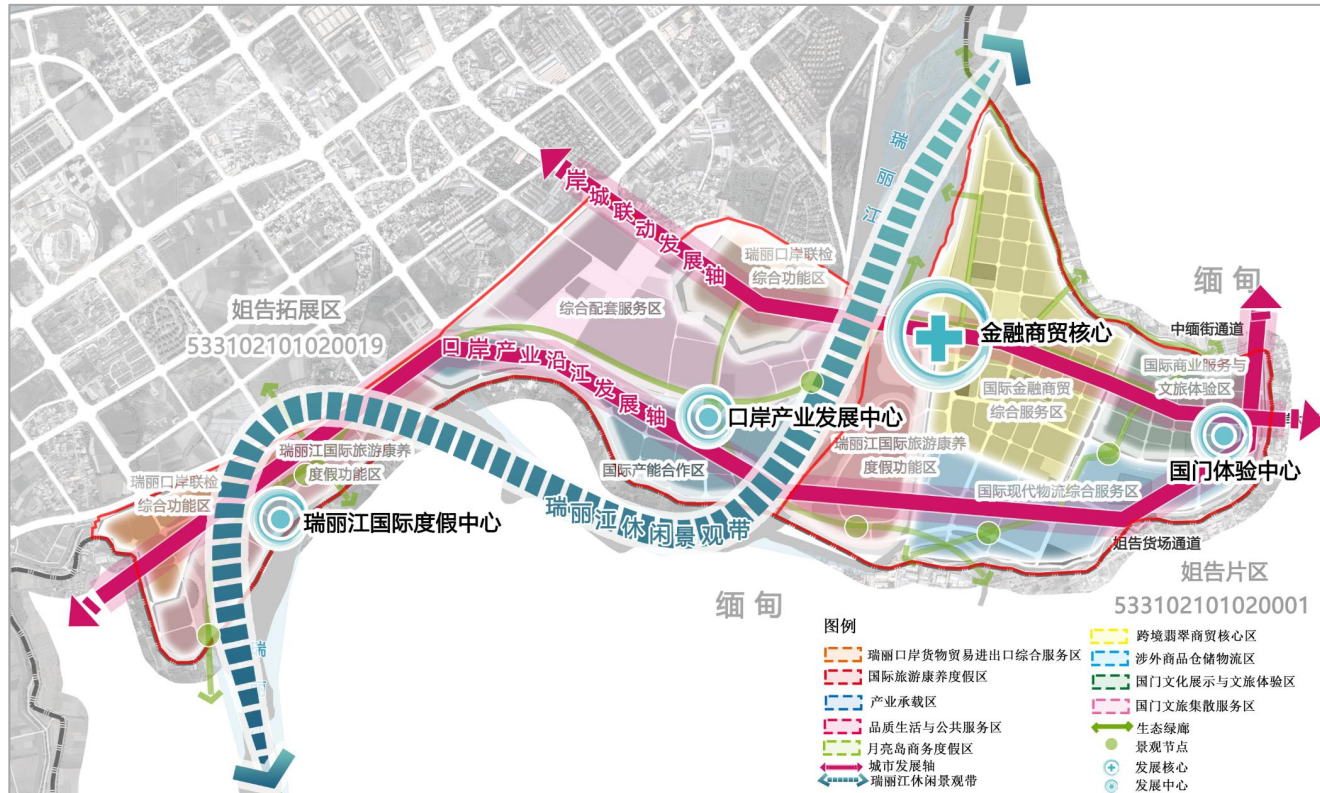 瑞丽江
岸城联动发展轴
瑞丽口岸联检
综合功能区
缅甸
姐告拓展区
533102101020019
综合配套服务区
中缅街通道
金融商贸核心
口岸产业沿江发展轴
国际商业服务与
文旅体验区
国际金融商贸
综合服务区
口岸产业发展中心
瑞丽江国际旅游康养
度假功能区
瑞丽江国际旅游康养
度假功能区
国际产能合作区
国门体验中心
瑞丽口岸联检
综合功能区
国际现代物流综合服务区
瑞丽江国际度假中心
瑞丽江休闲景观带
姐告货场通道
姐告片区
533102101020001
缅甸
图例
瑞丽口岸货物贸易进出口综合服务区
国际旅游康养度假区
产业承载区
品质生活与公共服务区
月亮岛商务度假区
城市发展轴
瑞丽江休闲景观带
跨境翡翠商贸核心区
涉外商品仓储物流区
国门文化展示与文旅体验区
国门文旅集散服务区
生态绿廊
景观节点
发展核心
发展中心